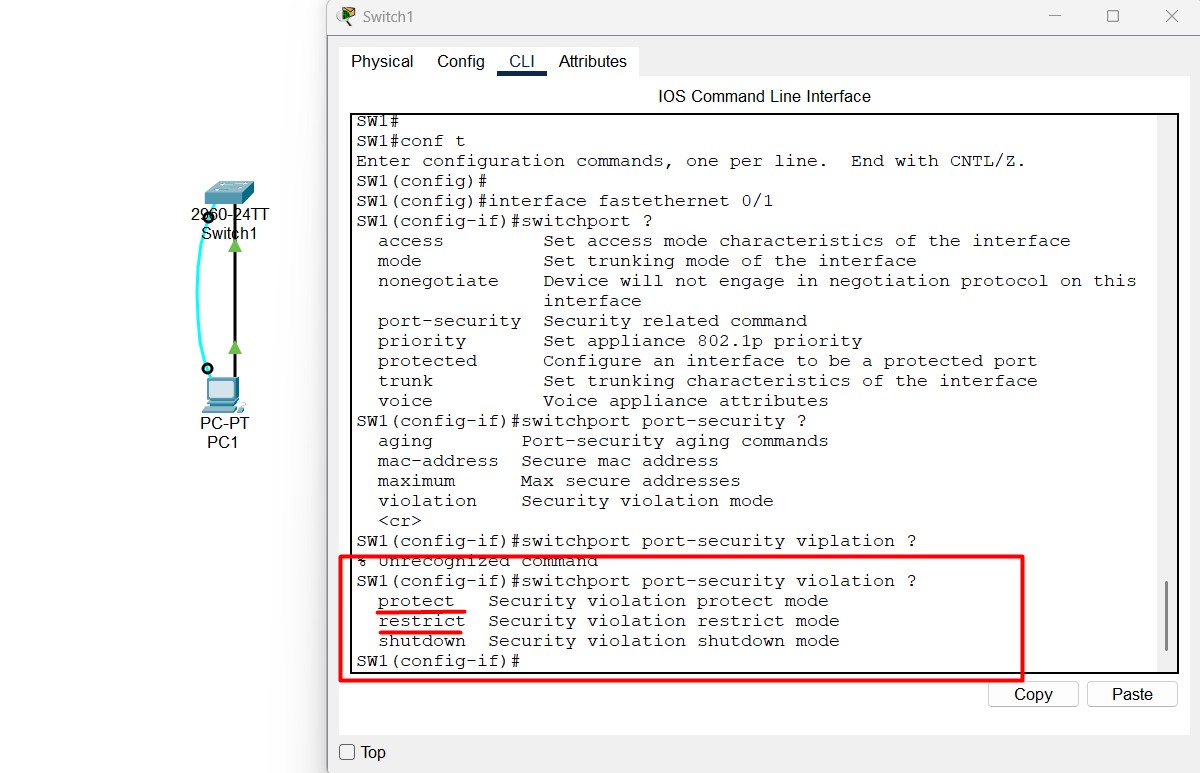 Switch1
Physical Config CLI Attributes
IOS Command Line Interface
SW1#
SW1#conf t
Enter configuration commands, one per line.  End with CNTL/Z.
SW1(config)#
SW1(config)#interface fastethernet 0/1
SW1(config-if)#switchport ?
access Set access mode characteristics of the interface
mode Set trunking mode of the interface
nonegotiate Device will not engage in negotiation protocol on this
interface
port-security Security related command
priority Set appliance 802.1p priority
protected Configure an interface to be a protected port
trunk Set trunking characteristics of the interface
voice Voice appliance attributes
SW1(config-if)#switchport port-security ?
aging Port-security aging commands
mac-address Secure mac address
maximum Max secure addresses
violation Security violation mode
<cr>
SW1(config-if)#switchport port-security viplation ?
% Unrecognized command
SW1(config-if)#switchport port-security violation ?
protect Security violation protect mode
restrict Security violation restrict mode
shutdown Security violation shutdown mode
SW1(config-if)#
Copy Paste
Top
2960-24TT
Switch1
PC-PT
PC1